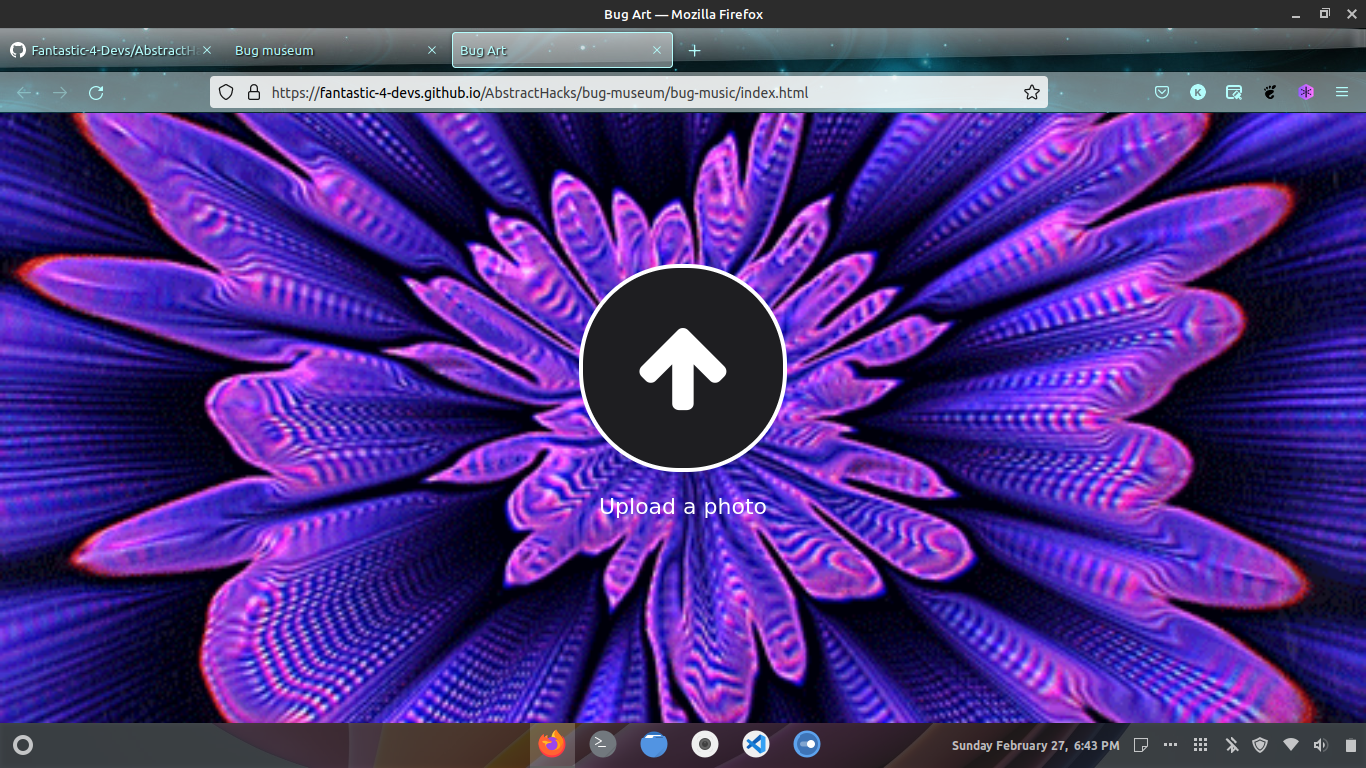 Bug Art — Mozilla Firefox
Fantastic-4-Devs/AbstractHa
Bug museum
Bug Art
https://fantastic-4-devs.github.io/AbstractHacks/bug-museum/bug-music/index.html
K
Upload a photo
Sunday February 27, 6:43 PM